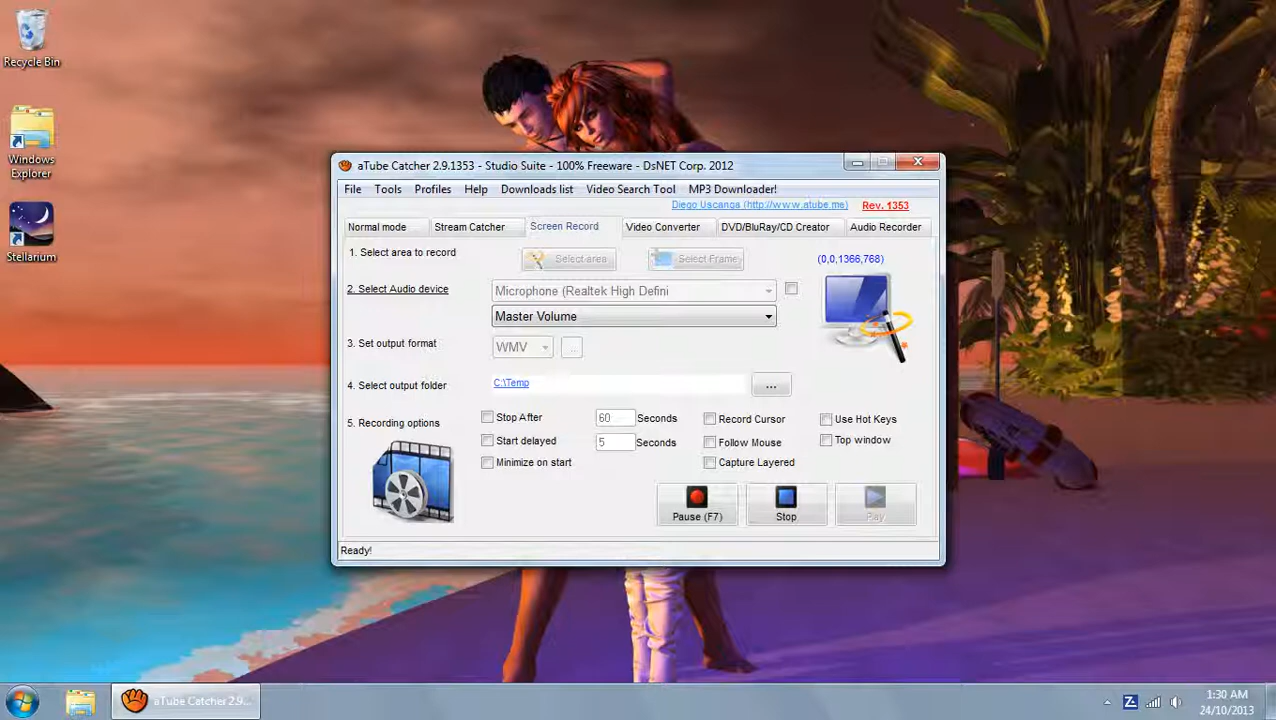 Recycle Bin
Windows
Explorer
Stellarium
aTube Catcher 2.9.1353 - Studio Suite - 100% Freeware - DsNET Corp. 2012
File Tools Profiles Help Downloads list Video Search Tool MP3 Downloader!
Diego Uscanga (http://www.atube.me) Rev. 1353
Normal mode Stream Catcher Screen Record Video Converter DVD/BluRay/CD Creator Audio Recorder
1. Select area to record Select area Select Frame (0,0,1366,768)
2. Select Audio device Microphone (Realtek High Defini
Master Volume
3. Set output format WMV ...
4. Select output folder C:\Temp ...
5. Recording options
Stop After 60 Seconds Record Cursor Use Hot Keys
Start delayed 5 Seconds Follow Mouse Top window
Minimize on start Capture Layered
Pause (F7) Stop Play
Ready!
aTube Catcher 2.9...
1:30 AM
24/10/2013